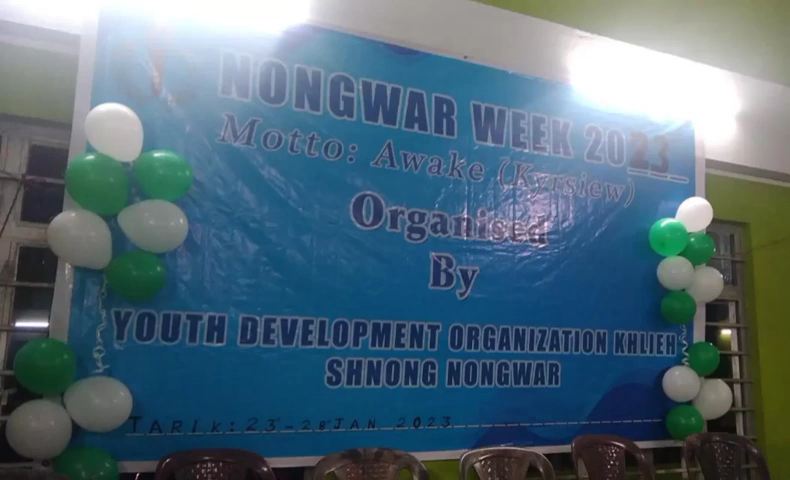 NONGWAR WEEK 2023
Motto: Awake (Kyrsiew)
Organised
By
YOUTH DEVELOPMENT ORGANIZATION KHLIEH
SHNONG NONGWAR
TARIK: 23-28 JAN 2023